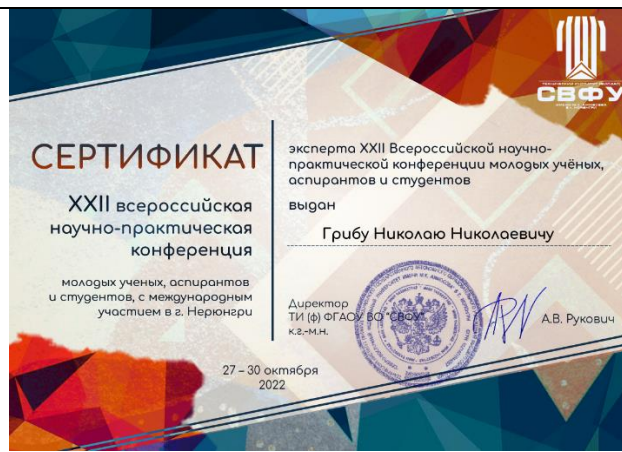 СВФУ
СЕРТИФИКАТ
XXII всероссийская
научно-практическая
конференция
молодых ученых, аспирантов
и студентов, с международным
участием в г. Нерюнгри
27 – 30 октября
2022
эксперта XXII Всероссийской научно-
практической конференции молодых учёных,
аспирантов и студентов
выдан
Грибу Николаю Николаевичу
Директор
ТИ (ф) ФГАОУ ВО "СВФУ"
к.г.-м.н.
А.В. Рукович